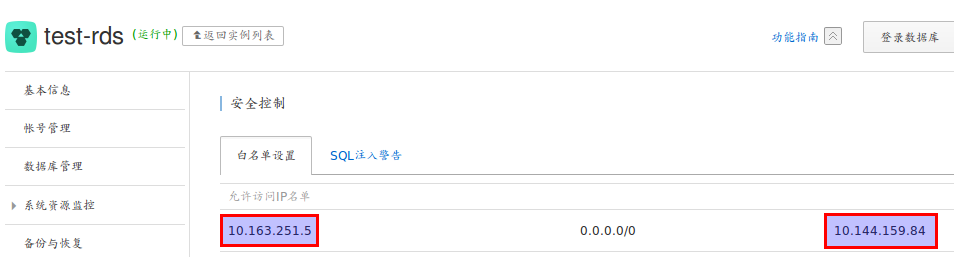 test-rds (运行中) 返回实例列表 功能指南 登录数据库
基本信息
安全控制
帐号管理
白名单设置 SQL注入警告
数据库管理
允许访问IP名单
系统资源监控
10.163.251.5 0.0.0.0/0 10.144.159.84
备份与恢复